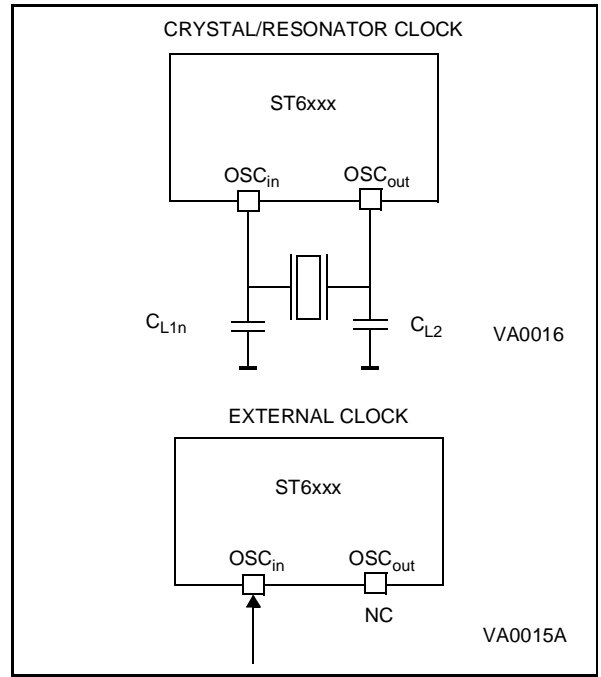 CRYSTAL/RESONATOR CLOCK
ST6xxx
OSCin OSCout
CL1n CL2 VA0016
EXTERNAL CLOCK
ST6xxx
OSCin OSCout
NC
VA0015A